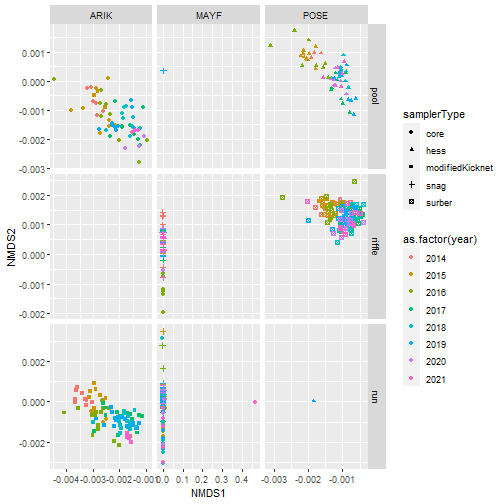 ARIK MAYF POSE
0.001
0.000
-0.001
-0.002
-0.003
pool
0.002
0.001
0.000
-0.001
-0.002
riffle
0.002
0.000
-0.002
run
-0.004 -0.003 -0.002 -0.001 0.0 0.1 0.2 0.3 0.4 0.5 -0.003 -0.002 -0.001
NMDS1
NMDS2
samplerType
core
hess
modifiedKicknet
snag
surber
as.factor(year)
2014
2015
2016
2017
2018
2019
2020
2021